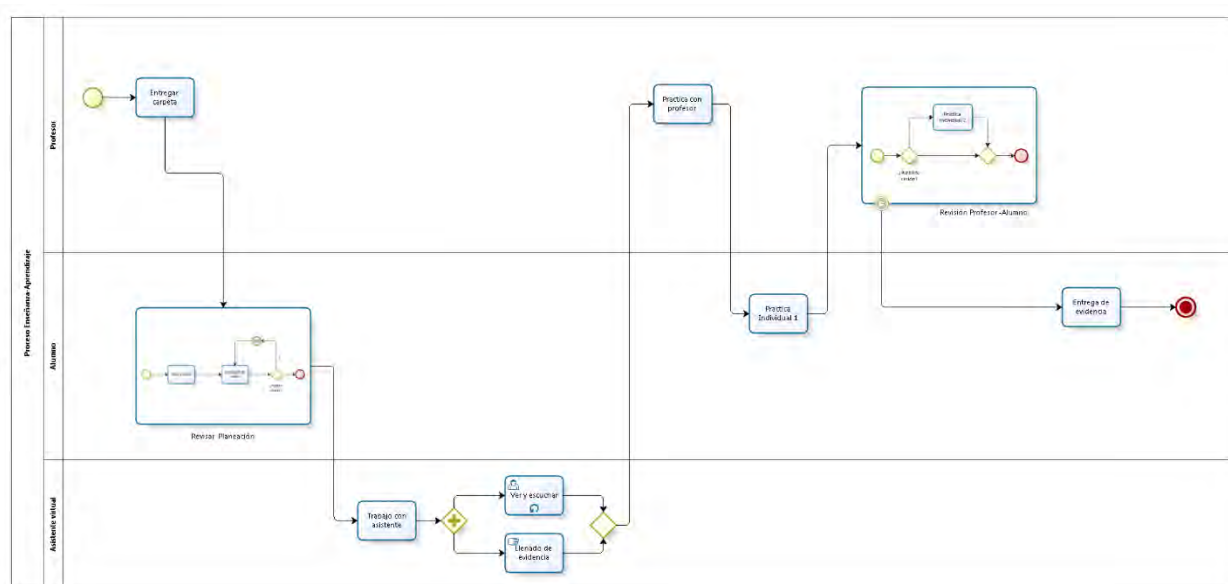 Proceso Enseñanza-Aprendizaje
Profesor
Entregar
carpeta
Practica con
profesor
Revisión Profesor -Alumno
Alumno
Revisar Planeación
Practica
Individual 1
Entrega de
evidencia
Asistente virtual
Trabajo con
asistente
Ver y escuchar
Llenado de
evidencia